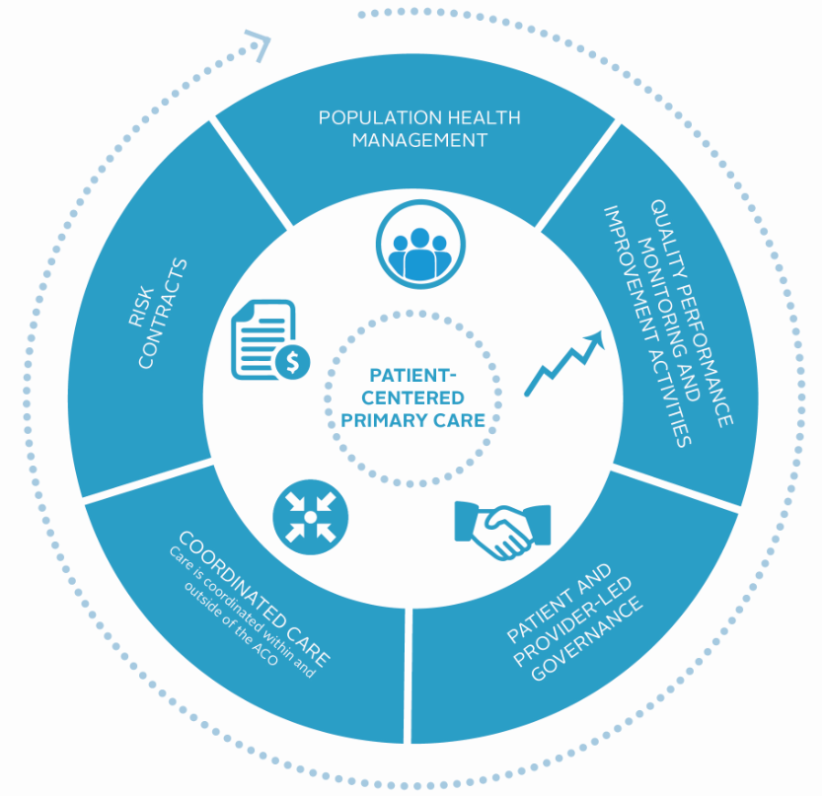 POPULATION HEALTH
MANAGEMENT
QUALITY PERFORMANCE
MONITORING AND
IMPROVEMENT ACTIVITIES
PATIENT AND
PROVIDER-LED
GOVERNANCE
COORDINATED CARE
Care is coordinated within and
outside of the ACO
RISK
CONTRACTS
$
PATIENT-
CENTERED
PRIMARY CARE